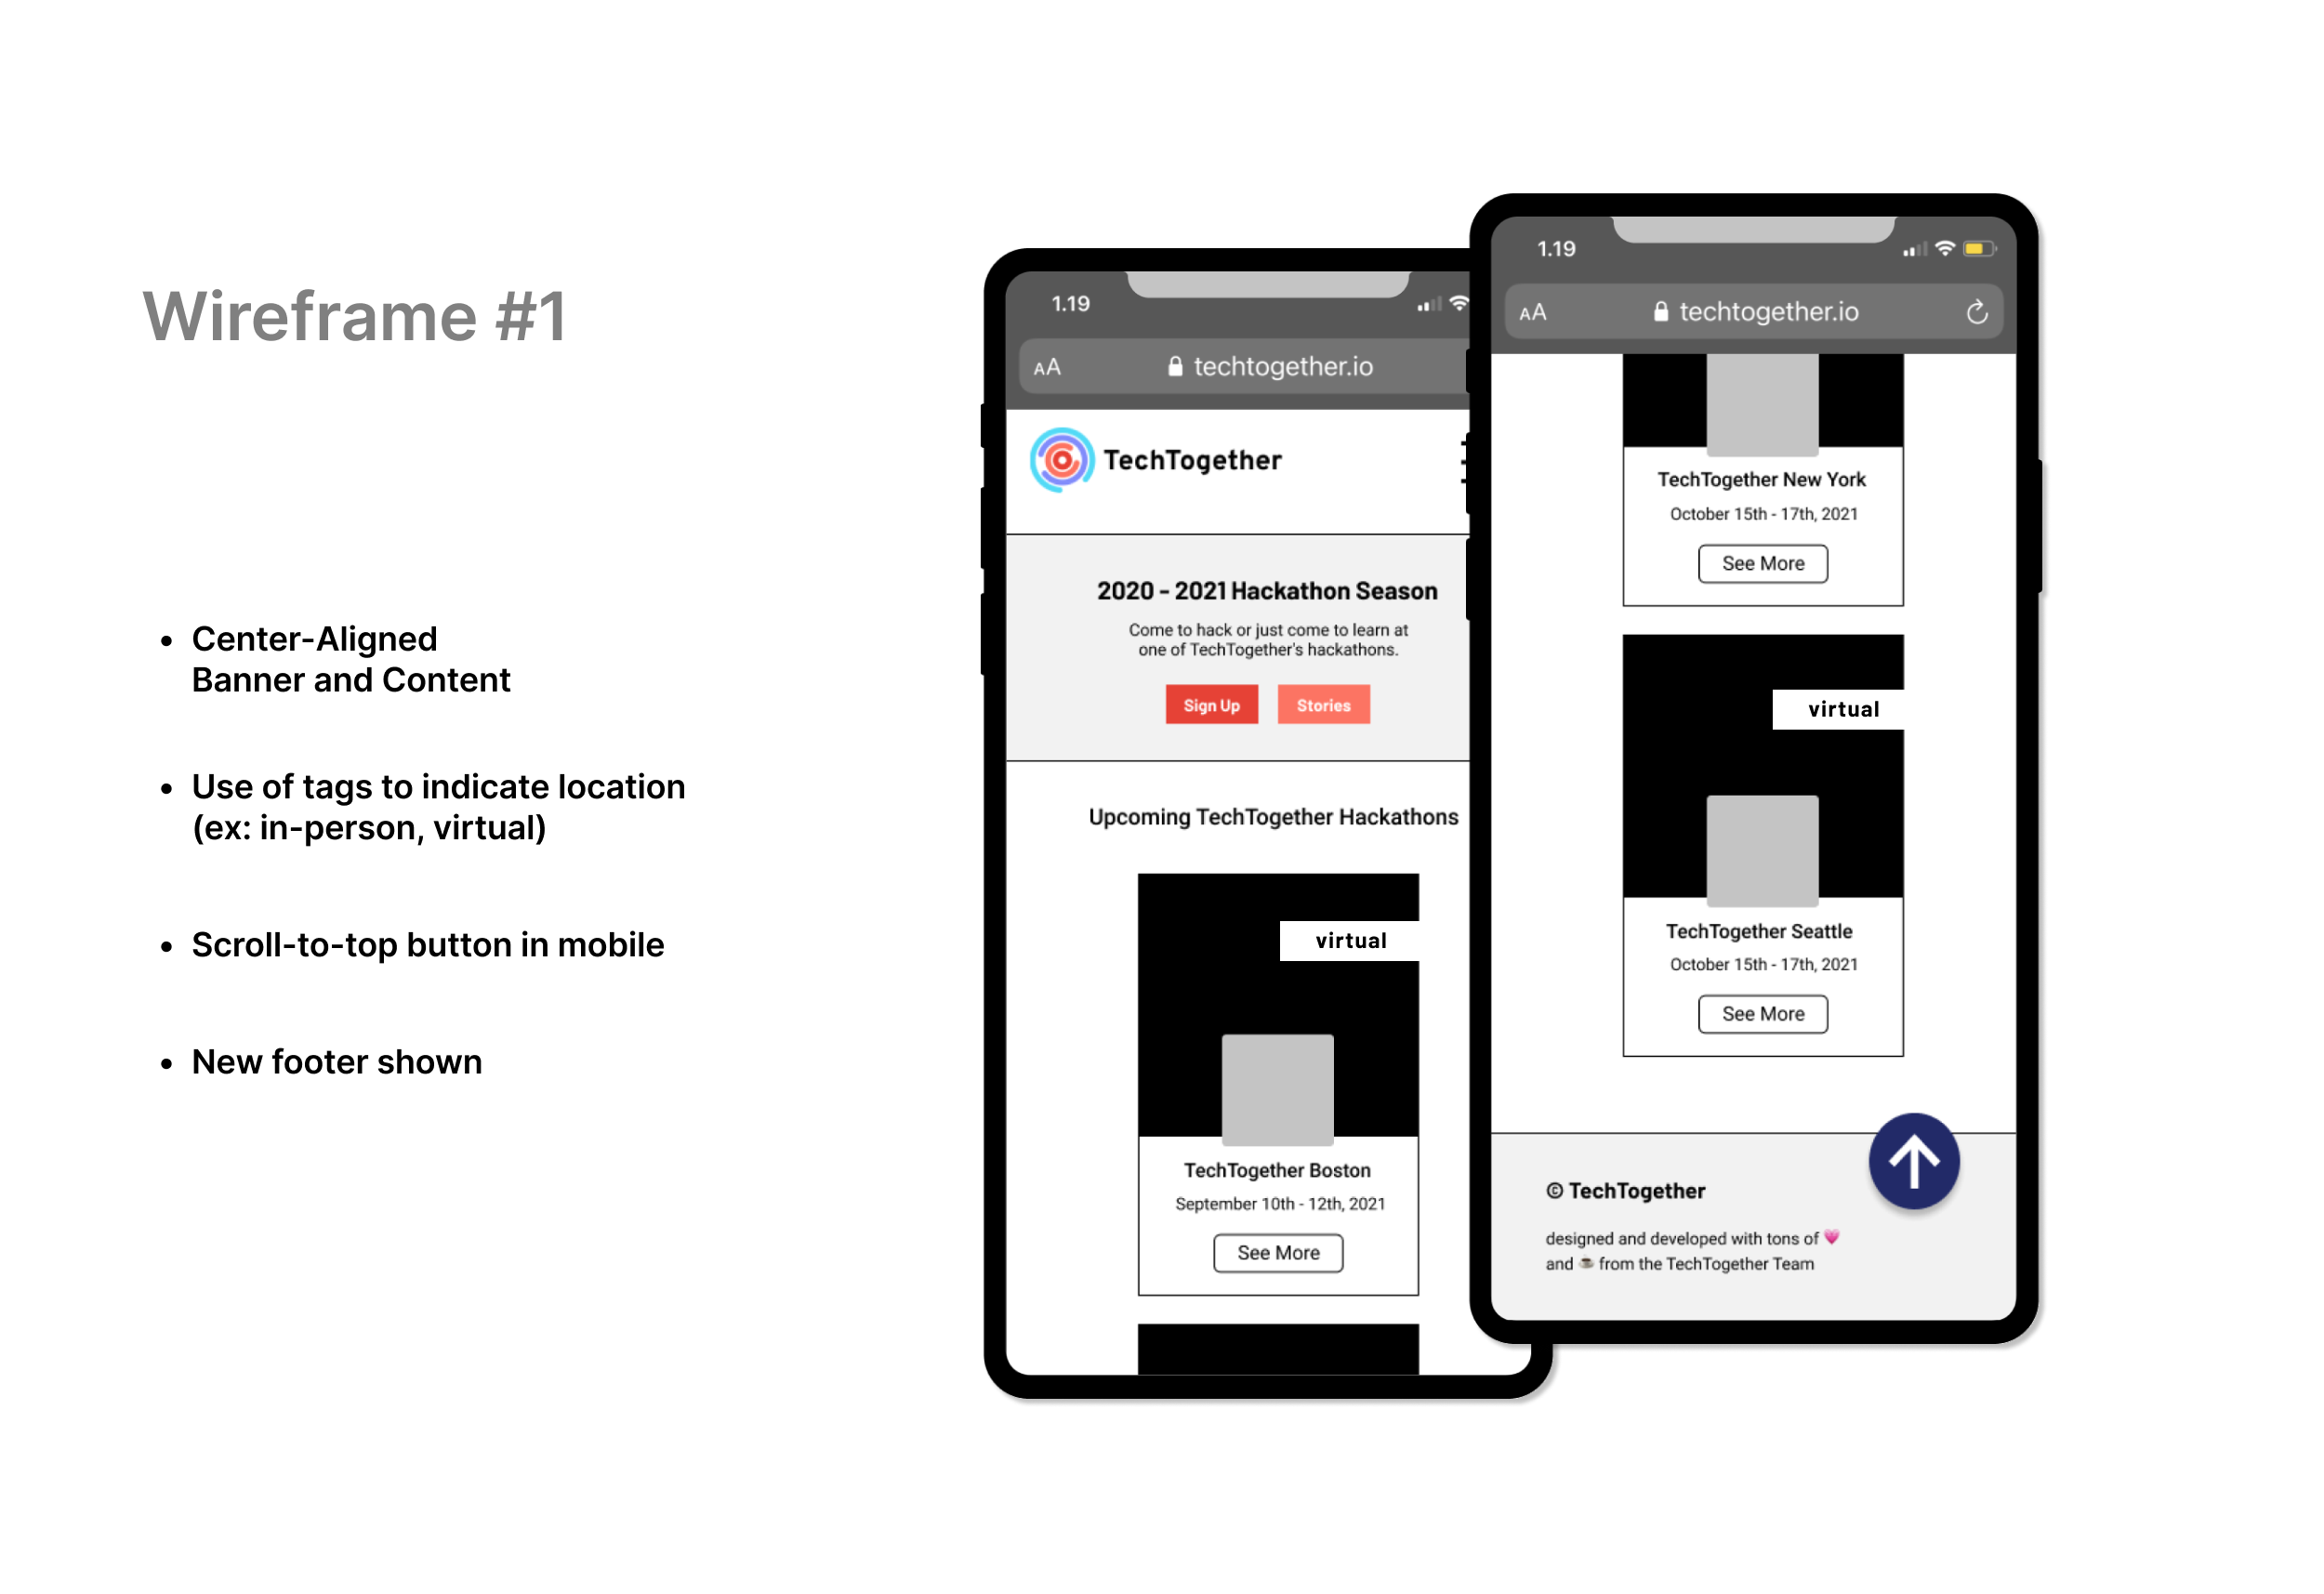 Wireframe #1
• Center-Aligned
Banner and Content
• Use of tags to indicate location
(ex: in-person, virtual)
• Scroll-to-top button in mobile
• New footer shown
1.19
AA
techtogether.io
TechTogether
2020 - 2021 Hackathon Season
Come to hack or just come to learn at
one of TechTogether's hackathons.
Sign Up
Stories
Upcoming TechTogether Hackathons
virtual
TechTogether Boston
September 10th - 12th, 2021
See More
1.19
AA
techtogether.io
TechTogether New York
October 15th - 17th, 2021
See More
virtual
TechTogether Seattle
October 15th - 17th, 2021
See More
© TechTogether
designed and developed with tons of 💗
and ☕ from the TechTogether Team